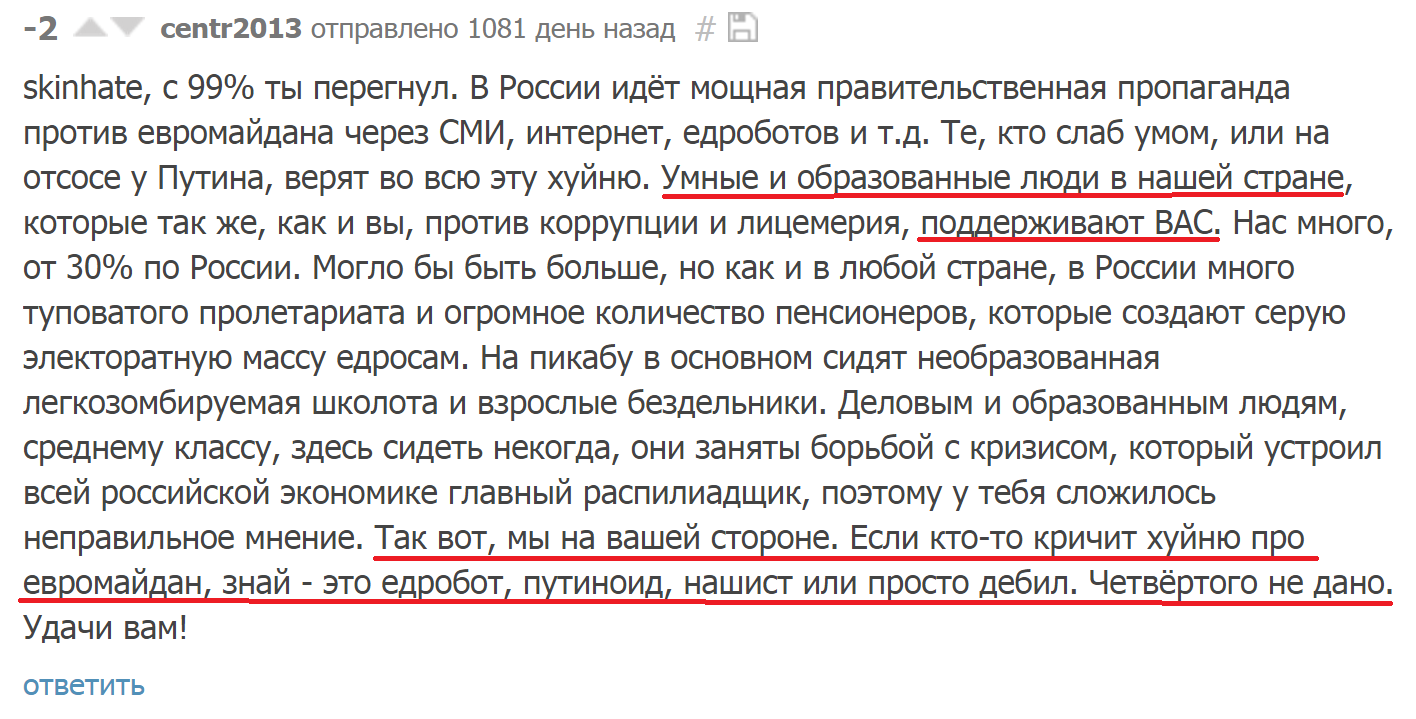 -2 centr2013 отправлено 1081 день назад #
skinhate, с 99% ты перегнул. В России идёт мощная правительственная пропаганда
против евромайдана через СМИ, интернет, едроботов и т.д. Те, кто слаб умом, или на
отсосе у Путина, верят во всю эту хуйню. Умные и образованные люди в нашей стране,
которые так же, как и вы, против коррупции и лицемерия, поддерживают ВАС. Нас много,
от 30% по России. Могло бы быть больше, но как и в любой стране, в России много
туповатого пролетариата и огромное количество пенсионеров, которые создают серую
электоратную массу едросам. На пикабу в основном сидят необразованная
легкозомбируемая школота и взрослые бездельники. Деловым и образованным людям,
среднему классу, здесь сидеть некогда, они заняты борьбой с кризисом, который устроил
всей российской экономике главный распилиадщик, поэтому у тебя сложилось
неправильное мнение. Так вот, мы на вашей стороне. Если кто-то кричит хуйню про
евромайдан, знай - это едробот, путиноид, нашист или просто дебил. Четвёртого не дано.
Удачи вам!
ответить